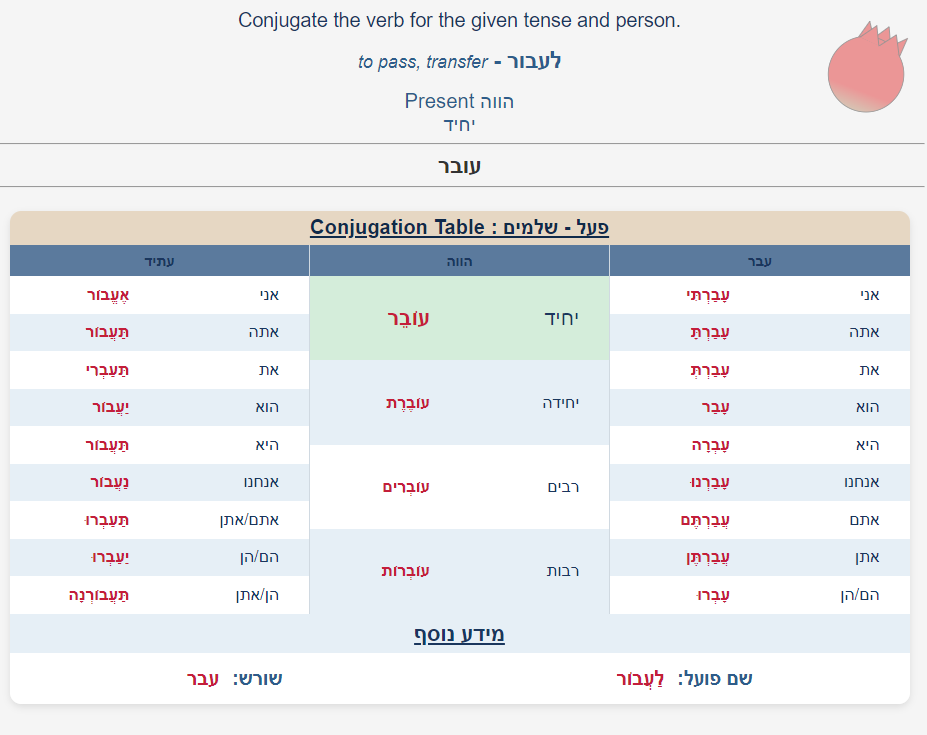 Conjugate the verb for the given tense and person.
לעבור - to pass, transfer
הווה Present
יחיד
עובר
פעל - שלמים : Conjugation Table
עבר הווה עתיד
אני עָבַרְתִּי
אתה עָבַרְתָּ
את עָבַרְתְּ
הוא עָבַר
היא עָבְרָה
אנחנו עָבַרְנוּ
אתם עֲבַרְתֶּם
אתן עֲבַרְתֶּן
הם/הן עָבְרוּ
יחיד עוֹבֵר
יחידה עוֹבֶרֶת
רבים עוֹבְרִים
רבות עוֹבְרוֹת
אני אֶעֱבוֹר
אתה תַּעֲבוֹר
את תַּעַבְרִי
הוא יַעֲבוֹר
היא תַּעֲבוֹר
אנחנו נַעֲבוֹר
אתם/אתן תַּעַבְרוּ
הם/הן יַעַבְרוּ
הן/אתן תַּעֲבוֹרְנָה
מידע נוסף
שם פועל: לַעֲבוֹר שורש: עבר